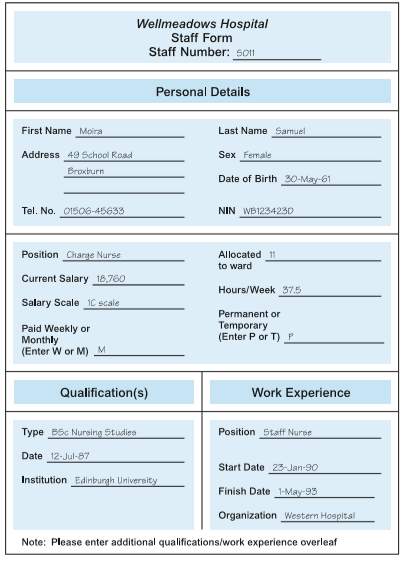 Wellmeadows Hospital
Staff Form
Staff Number: 5011
Personal Details
First Name Moira
Last Name Samuel
Address 49 School Road
Broxburn
Sex Female
Date of Birth 30-May-61
Tel. No. 01506-45633
NIN WB123423D
Position Charge Nurse
Allocated to ward 11
Current Salary 18,760
Hours/Week 37.5
Salary Scale 1C scale
Paid Weekly or
Monthly
(Enter W or M) M
Permanent or
Temporary
(Enter P or T) P
Qualification(s)
Work Experience
Type BSc Nursing Studies
Date 12-Jul-87
Institution Edinburgh University
Position Staff Nurse
Start Date 23-Jan-90
Finish Date 1-May-93
Organization Western Hospital
Note: Please enter additional qualifications/work experience overleaf